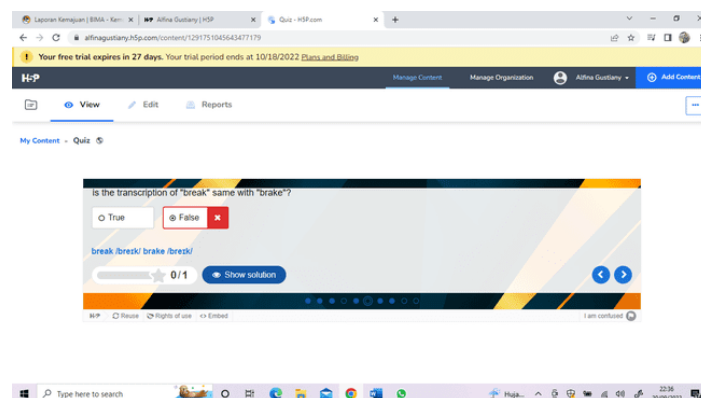 Laporan Kemajuan | BIMA - Kem
Alfina Gustiany | H5P
Quiz - H5P.com
alfinagustiany.h5p.com/content/1291751045643477179
Your free trial expires in 27 days. Your trial period ends at 10/18/2022 Plans and Billing
H5P
Manage Content
Manage Organization
Alfina Gustiany
Add Content
View
Edit
Reports
My Content
Quiz
Is the transcription of "break" same with "brake"?
True
False
break /breɪk/ brake /breɪk/
0/1
Show solution
H5P
Reuse
Rights of use
Embed
I am confused
Type here to search
Huja...
22:36